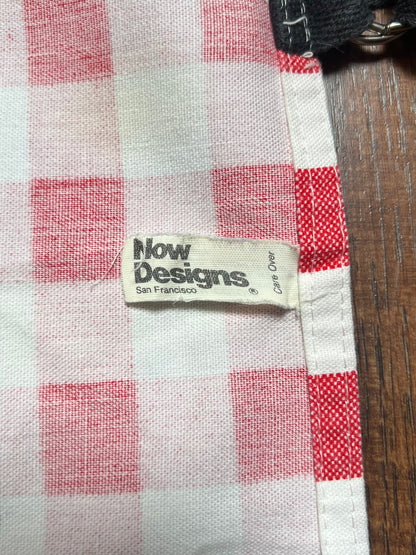 Now
Designs
San Francisco ®
Care Over